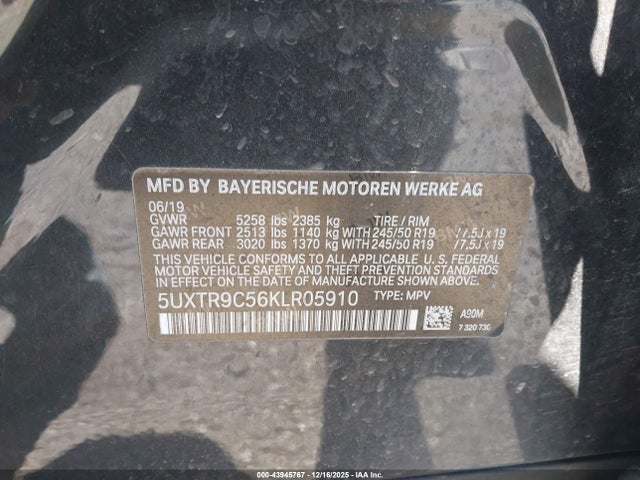 MFD BY BAYERISCHE MOTOREN WERKE AG
06/19
GVWR 5258 lbs 2385 kg TIRE / RIM
GAWR FRONT 2513 lbs 1140 kg WITH 245/50 R19 / 7.5J x 19
GAWR REAR 3020 lbs 1370 kg WITH 245/50 R19 / 7,5J x 19
THIS VEHICLE CONFORMS TO ALL APPLICABLE U. S. FEDERAL
MOTOR VEHICLE SAFETY AND THEFT PREVENTION STANDARDS
IN EFFECT ON THE DATE OF MANUFACTURE SHOWN ABOVE.
5UXTR9C56KLR05910 TYPE: MPV
A90M
7 320 730
000-43945767 - 12/16/2025 - IAA Inc.